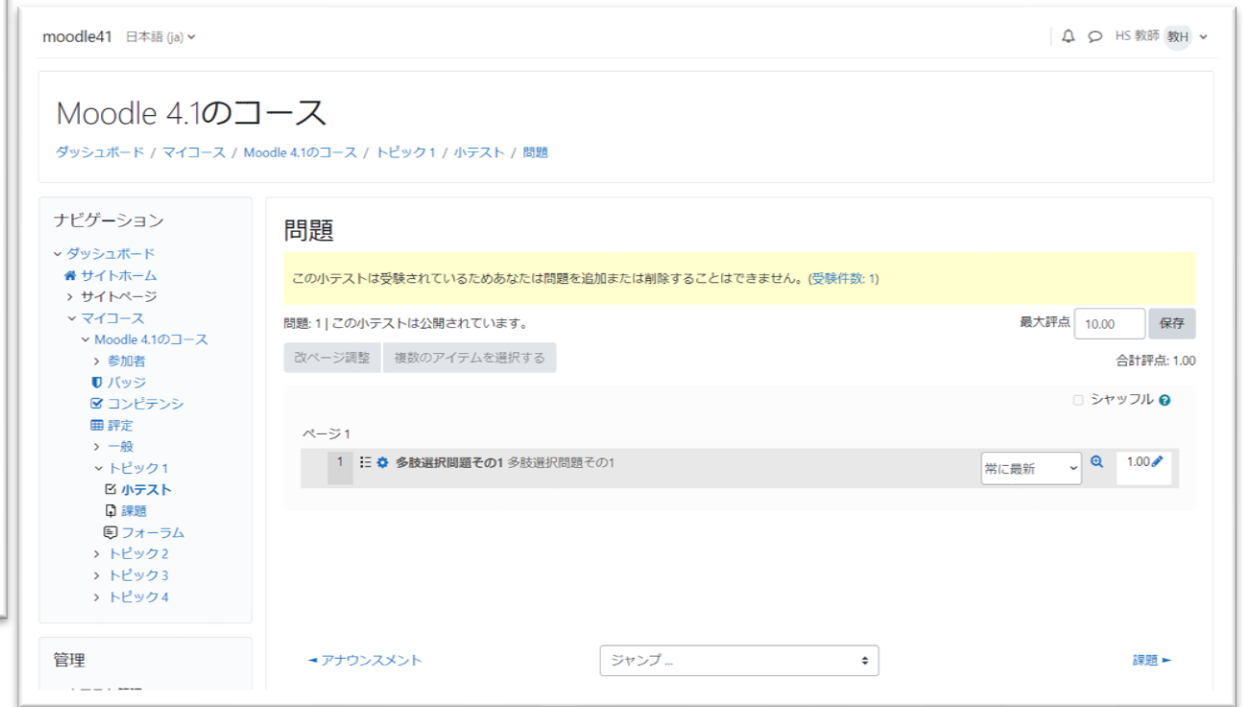 moodle41 日本語 (ja)
HS 教師 教H
Moodle 4.1のコース
ダッシュボード / マイコース / Moodle 4.1のコース / トピック 1 / 小テスト / 問題
ナビゲーション
ダッシュボード
サイトホーム
サイトページ
マイコース
Moodle 4.1のコース
参加者
バッジ
コンピテンシ
評定
一般
トピック 1
小テスト
課題
フォーラム
トピック 2
トピック 3
トピック 4
管理
問題
この小テストは受験されているためあなたは問題を追加または削除することはできません。(受験件数: 1)
問題: 1 | この小テストは公開されています。
最大評点 10.00 保存
改ページ調整 複数のアイテムを選択する
合計評点: 1.00
シャッフル
ページ 1
1 多肢選択問題その1 多肢選択問題その1 常に最新 1.00
◄ アナウンスメント ジャンプ ... 課題 ►